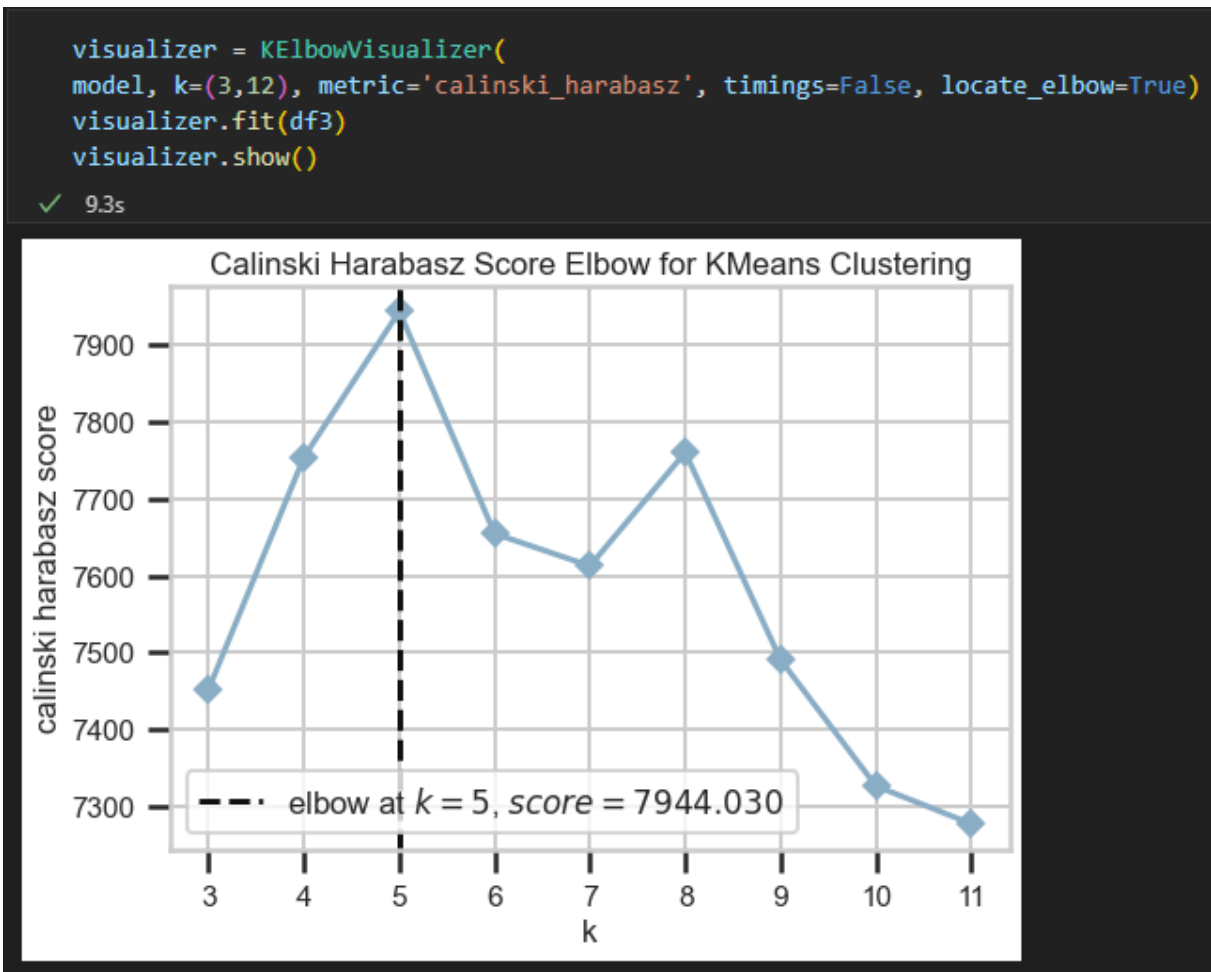 visualizer = KElbowVisualizer(
model, k=(3,12), metric='calinski_harabasz', timings=False, locate_elbow=True)
visualizer.fit(df3)
visualizer.show()
✓ 9.3s
Calinski Harabasz Score Elbow for KMeans Clustering
calinski harabasz score
7900
7800
7700
7600
7500
7400
7300
elbow at k = 5, score = 7944.030
3 4 5 6 7 8 9 10 11
k